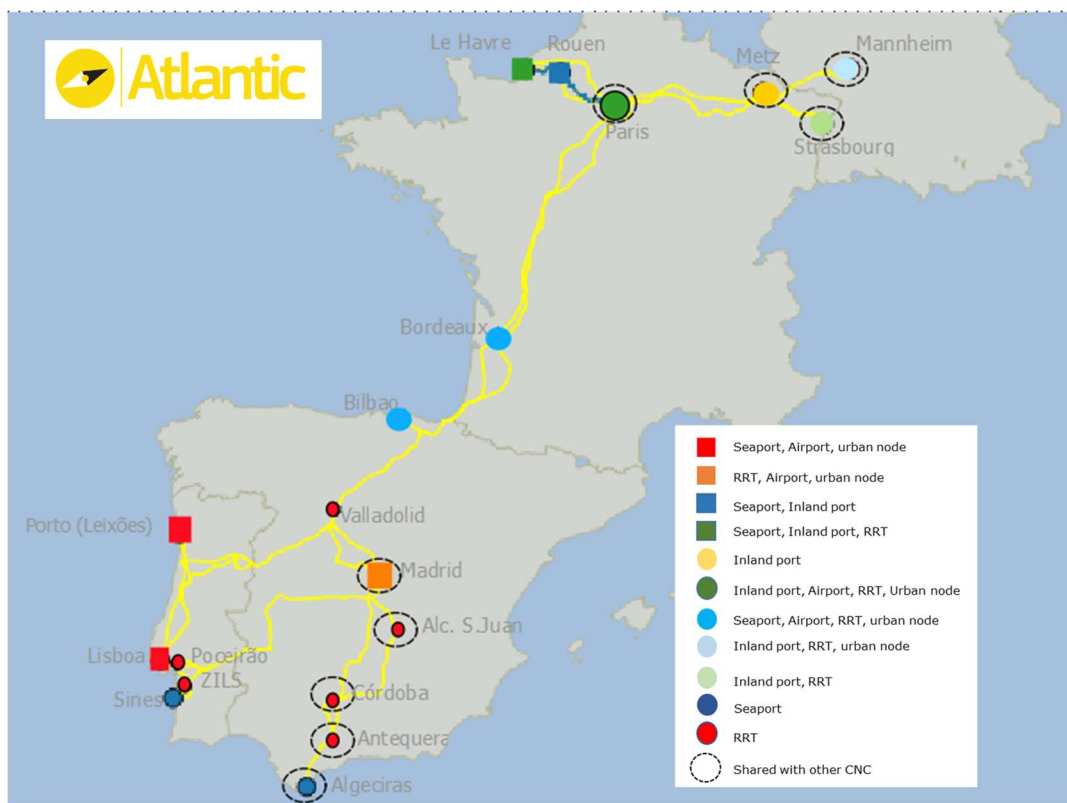 Atlantic
Le Havre
Rouen
Metz
Mannheim
Paris
Strasbourg
Bordeaux
Bilbao
Valladolid
Porto (Leixões)
Madrid
Alc. S.Juan
Lisboa
Poceirão
ZILS
Sines
Córdoba
Antequera
Algeciras
Seaport, Airport, urban node
RRT, Airport, urban node
Seaport, Inland port
Seaport, Inland port, RRT
Inland port
Inland port, Airport, RRT, Urban node
Seaport, Airport, RRT, urban node
Inland port, RRT, urban node
Inland port, RRT
Seaport
RRT
Shared with other CNC